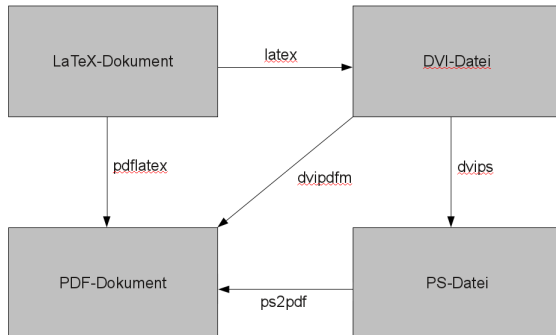 LaTeX-Dokument
latex
DVI-Datei
pdflatex
dvipdfm
dvips
PDF-Dokument
ps2pdf
PS-Datei